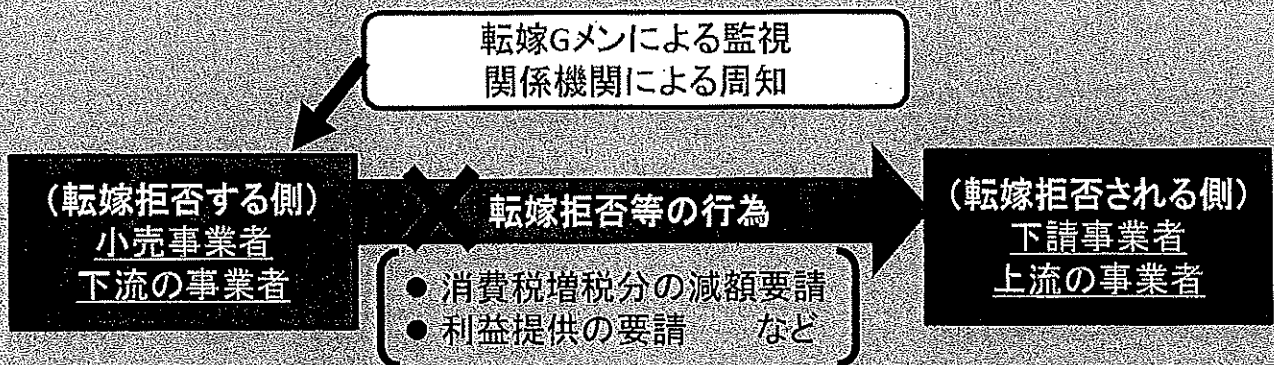 転嫁Gメンによる監視
関係機関による周知
(転嫁拒否する側)
小売事業者
下流の事業者
転嫁拒否等の行為
● 消費税増税分の減額要請
● 利益提供の要請 など
(転嫁拒否される側)
下請事業者
上流の事業者